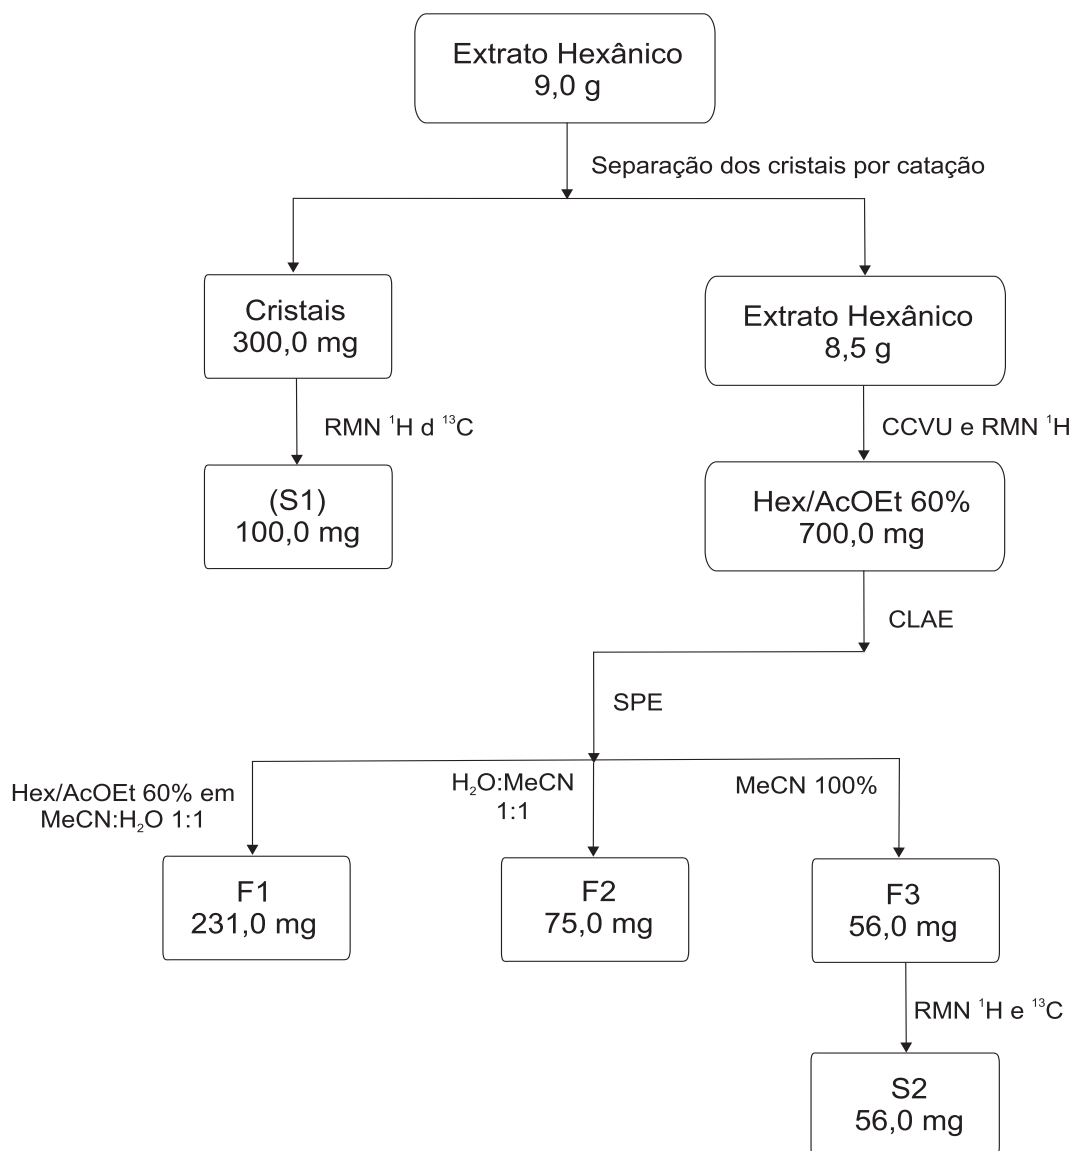 Extrato Hexânico
9,0 g
Separação dos cristais por catação
Cristais
300,0 mg
Extrato Hexânico
8,5 g
RMN ¹H d ¹³C
CCVU e RMN ¹H
(S1)
100,0 mg
Hex/AcOEt 60%
700,0 mg
CLAE
SPE
Hex/AcOEt 60% em
MeCN:H₂O 1:1
H₂O:MeCN
1:1
MeCN 100%
F1
231,0 mg
F2
75,0 mg
F3
56,0 mg
RMN ¹H e ¹³C
S2
56,0 mg